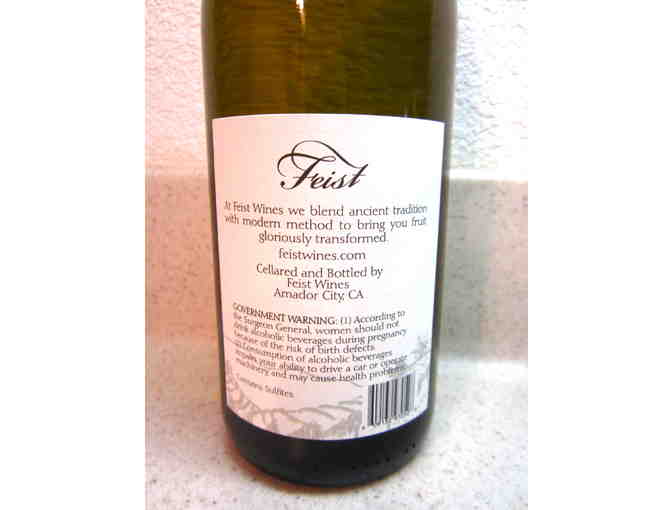 Feist
At Feist Wines we blend ancient tradition
with modern method to bring you fruit
gloriously transformed.
feistwines.com
Cellared and Bottled by
Feist Wines
Amador City, CA
GOVERNMENT WARNING: (1) According to
the Surgeon General, women should not
drink alcoholic beverages during pregnancy
because of the risk of birth defects.
(2) Consumption of alcoholic beverages
impairs your ability to drive a car or operate
machinery and may cause health problems.
Contains Sulfites